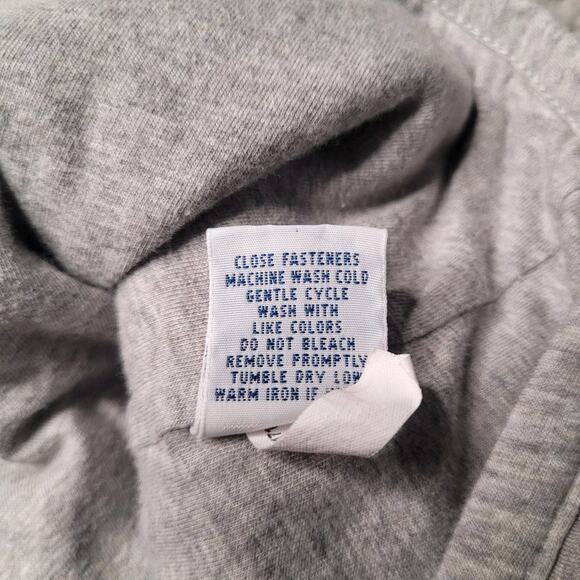 CLOSE FASTENERS
MACHINE WASH COLD
GENTLE CYCLE
WASH WITH
LIKE COLORS
DO NOT BLEACH
REMOVE PROMPTLY
TUMBLE DRY LOW
WARM IRON IF